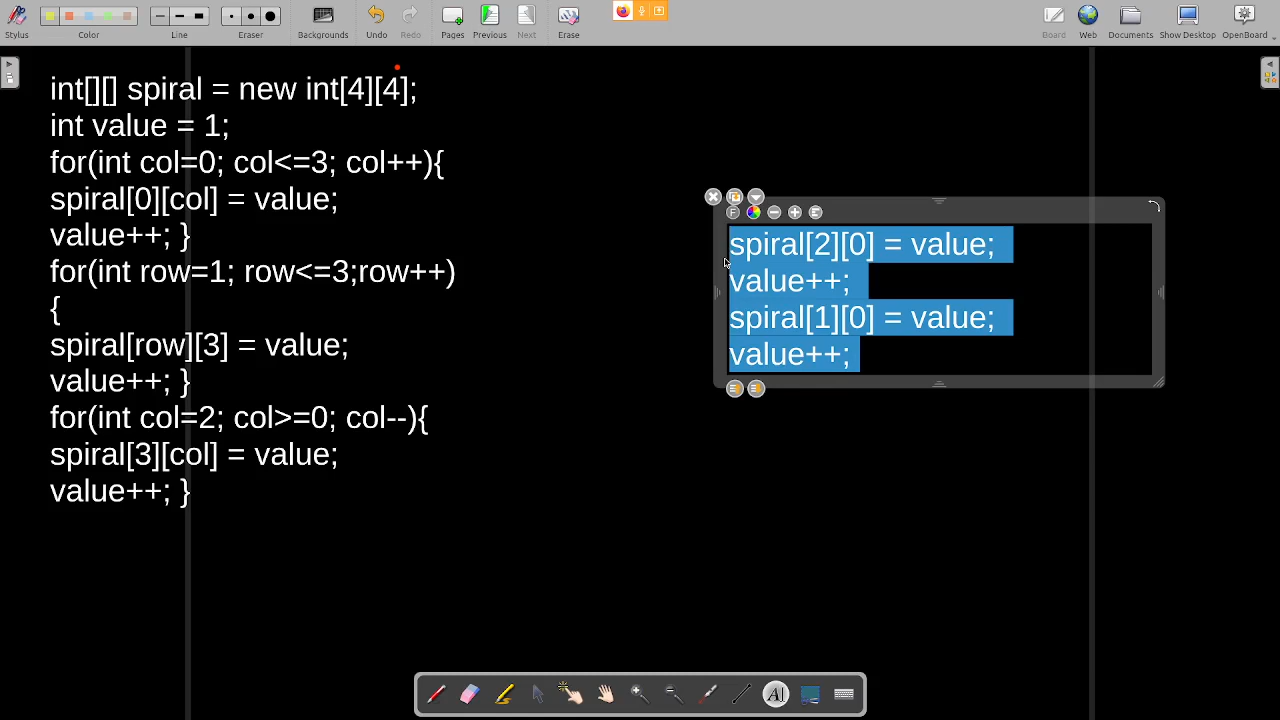 Stylus
Color
Line
Eraser
Backgrounds
Undo
Redo
Pages
Previous
Next
Erase
Board
Web
Documents
Show Desktop
OpenBoard
int[][] spiral = new int[4][4];
int value = 1;
for(int col=0; col<=3; col++){
spiral[0][col] = value;
value++; }
for(int row=1; row<=3;row++)
{
spiral[row][3] = value;
value++; }
for(int col=2; col>=0; col--){
spiral[3][col] = value;
value++; }
F
spiral[2][0] = value;
value++;
spiral[1][0] = value;
value++;
AI